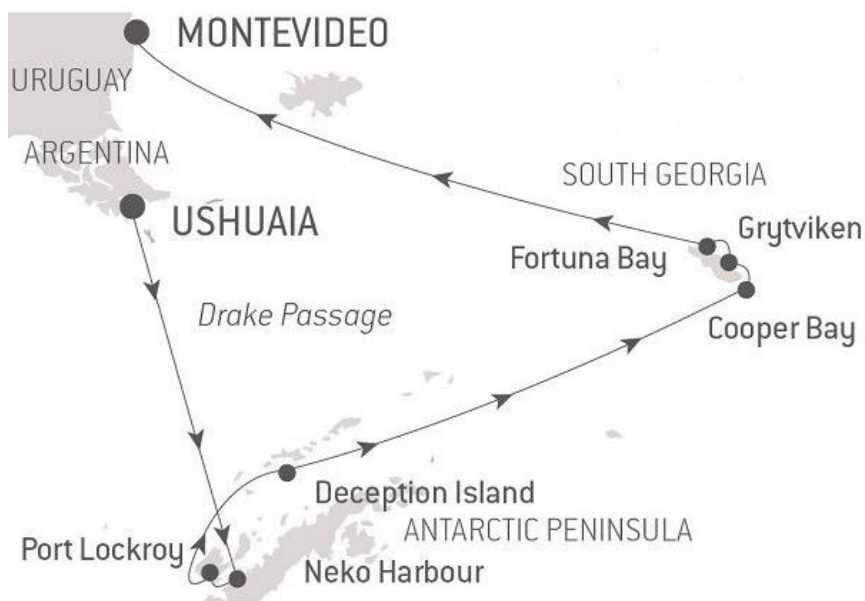 MONTEVIDEO
URUGUAY
ARGENTINA
SOUTH GEORGIA
USHUAIA
Grytviken
Fortuna Bay
Drake Passage
Cooper Bay
Deception Island
ANTARCTIC PENINSULA
Port Lockroy
Neko Harbour